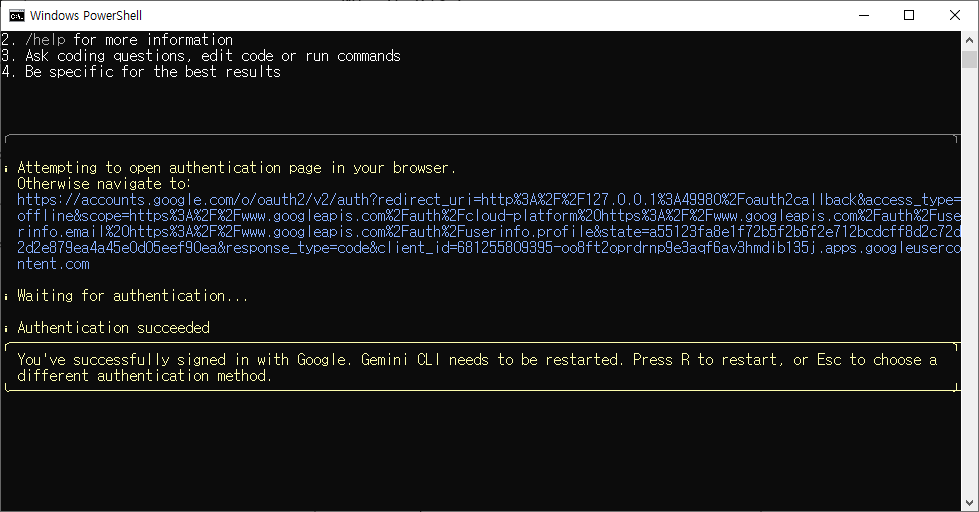 Windows PowerShell
2. /help for more information
3. Ask coding questions, edit code or run commands
4. Be specific for the best results
i Attempting to open authentication page in your browser.
Otherwise navigate to:
https://accounts.google.com/o/oauth2/v2/auth?redirect_uri=http%3A%2F%2F127.0.0.1%3A49980%2Foauth2callback&access_type=
offline&scope=https%3A%2F%2Fwww.googleapis.com%2Fauth%2Fcloud-platform%20https%3A%2F%2Fwww.googleapis.com%2Fauth%2Fuse
rinfo.email%20https%3A%2F%2Fwww.googleapis.com%2Fauth%2Fuserinfo.profile&state=a55123fa8e1f72b5f2b6f2e712bcdcff8d2c72d
2d2e879ea4a45e0d05eef90ea&response_type=code&client_id=681255809395-oo8ft2oprdrnp9e3aqf6av3hmdib135j.apps.googleuserco
ntent.com
i Waiting for authentication...
i Authentication succeeded
You've successfully signed in with Google. Gemini CLI needs to be restarted. Press R to restart, or Esc to choose a
different authentication method.